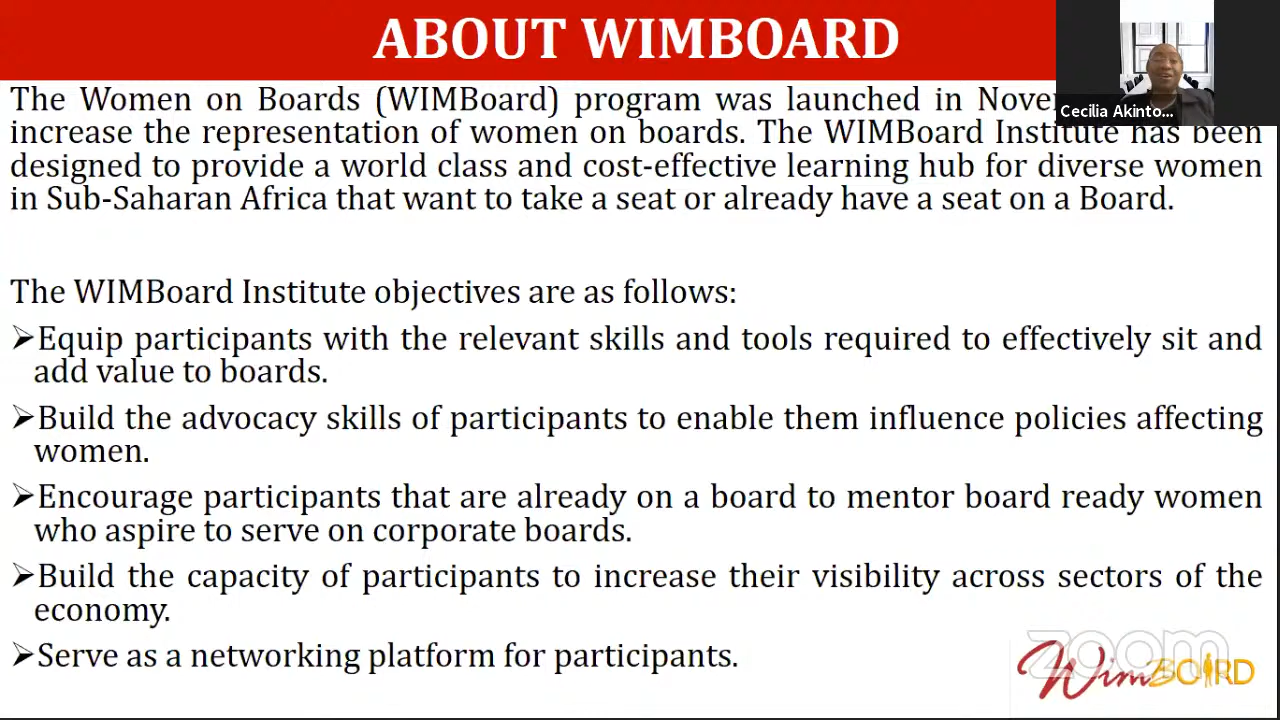 ABOUT WIMBOARD
Cecilia Akinto...
The Women on Boards (WIMBoard) program was launched in
increase the representation of women on boards. The WIMBoard Institute has been
designed to provide a world class and cost-effective learning hub for diverse women
in Sub-Saharan Africa that want to take a seat or already have a seat on a Board.
The WIMBoard Institute objectives are as follows:
➢Equip participants with the relevant skills and tools required to effectively sit and
add value to boards.
➢Build the advocacy skills of participants to enable them influence policies affecting
women.
➢Encourage participants that are already on a board to mentor board ready women
who aspire to serve on corporate boards.
➢Build the capacity of participants to increase their visibility across sectors of the
economy.
➢Serve as a networking platform for participants.
zoom
WimBOARD